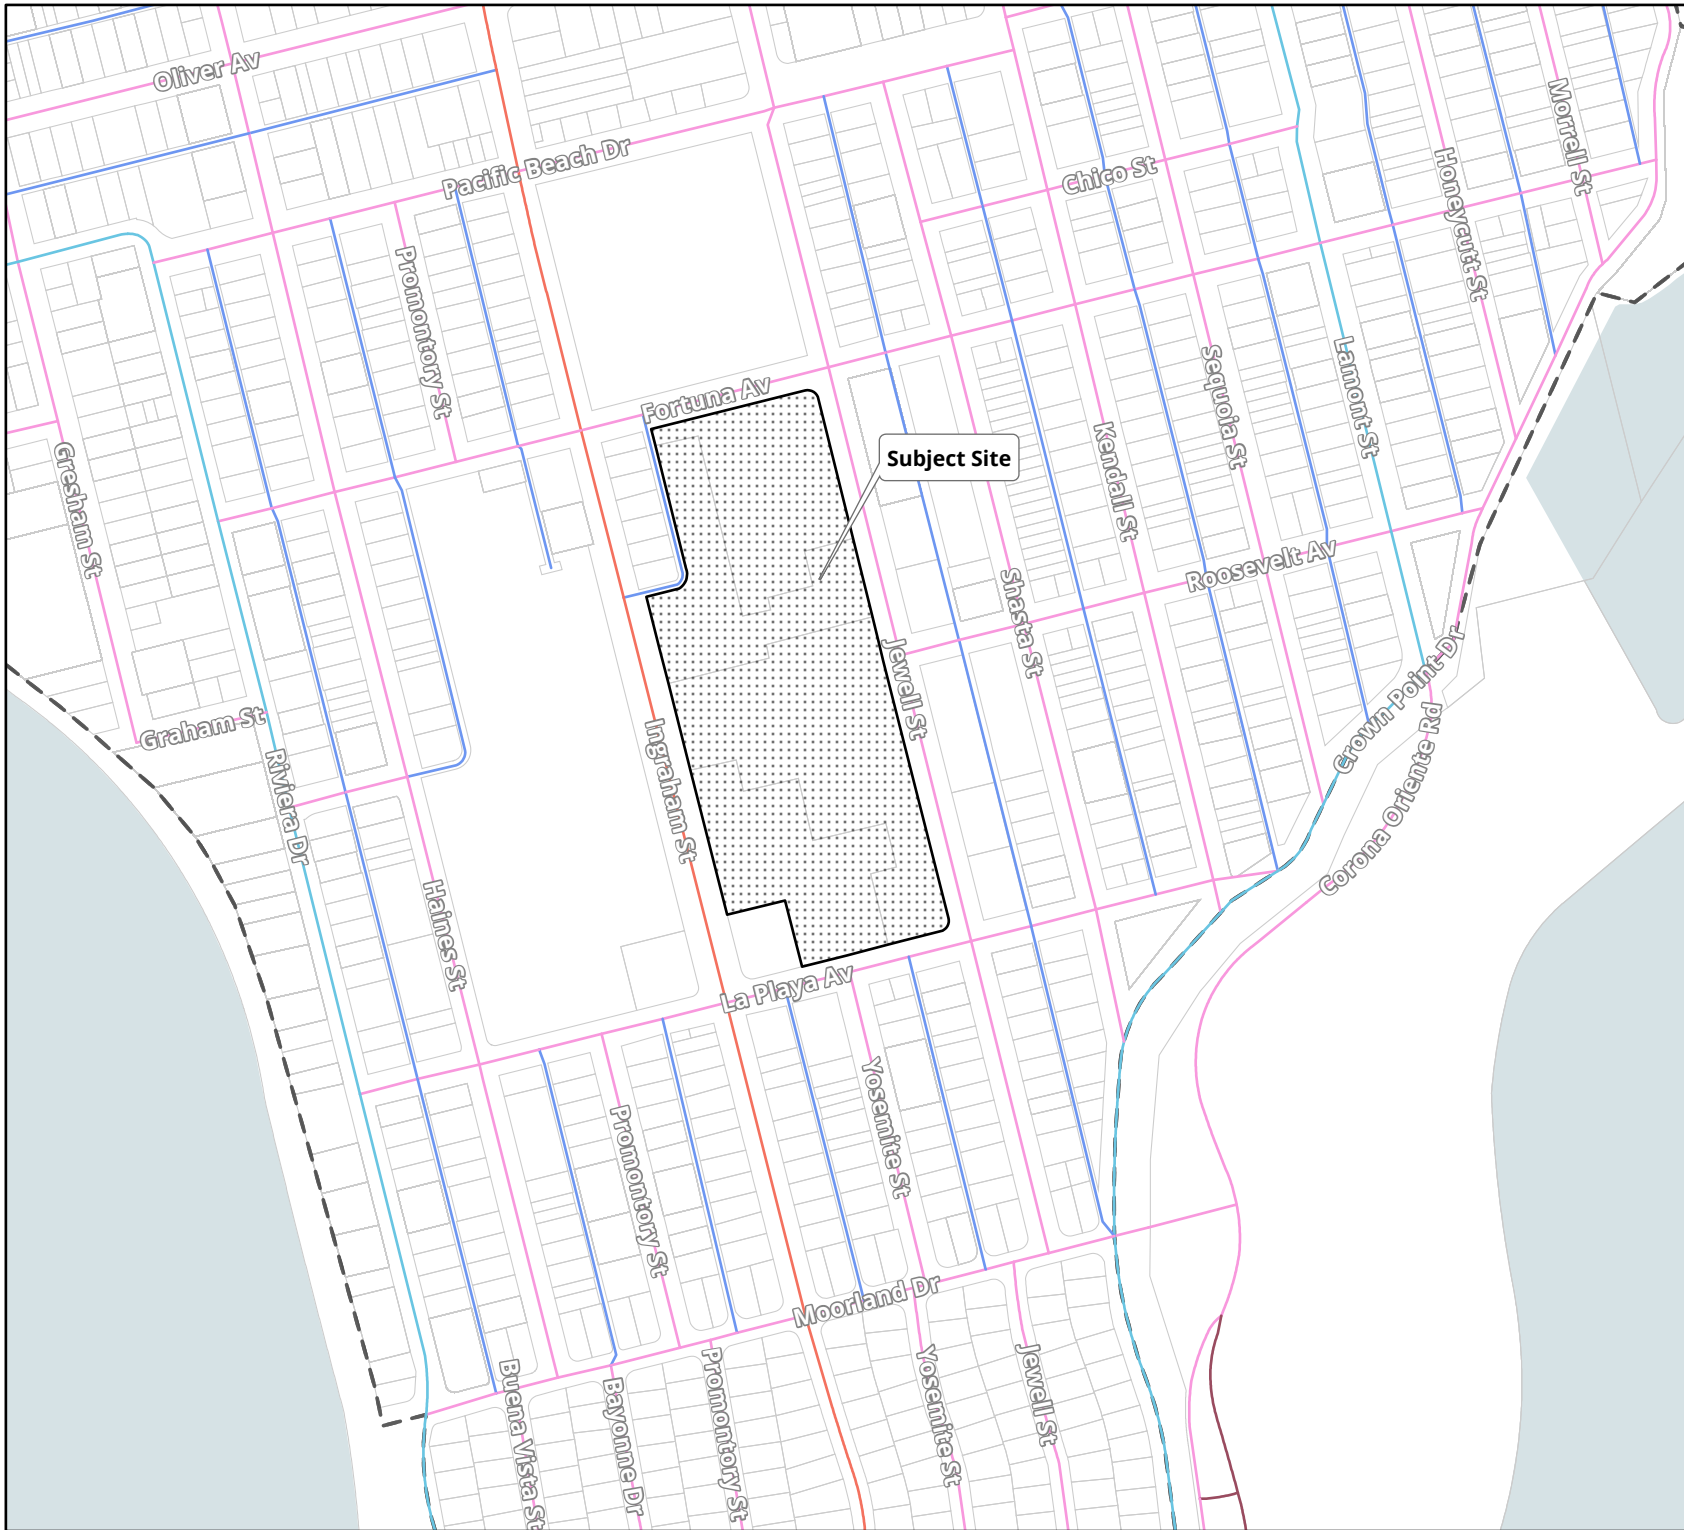 Oliver Av
Pacific Beach Dr
Chico St
Morrell St
Honeycutt St
Promontory St
Lamont St
Sequoia St
Fortuna Av
Kendall St
Subject Site
Gresham St
Roosevelt Av
Shasta St
Jewell St
Crown Point Dr
Graham St
Corona Oriente Rd
Ingraham St
Riviera Dr
Haines St
La Playa Av
Yosemite St
Promontory St
Moorland Dr
Buena Vista St
Bayonne Dr
Promontory St
Yosemite St
Jewell St